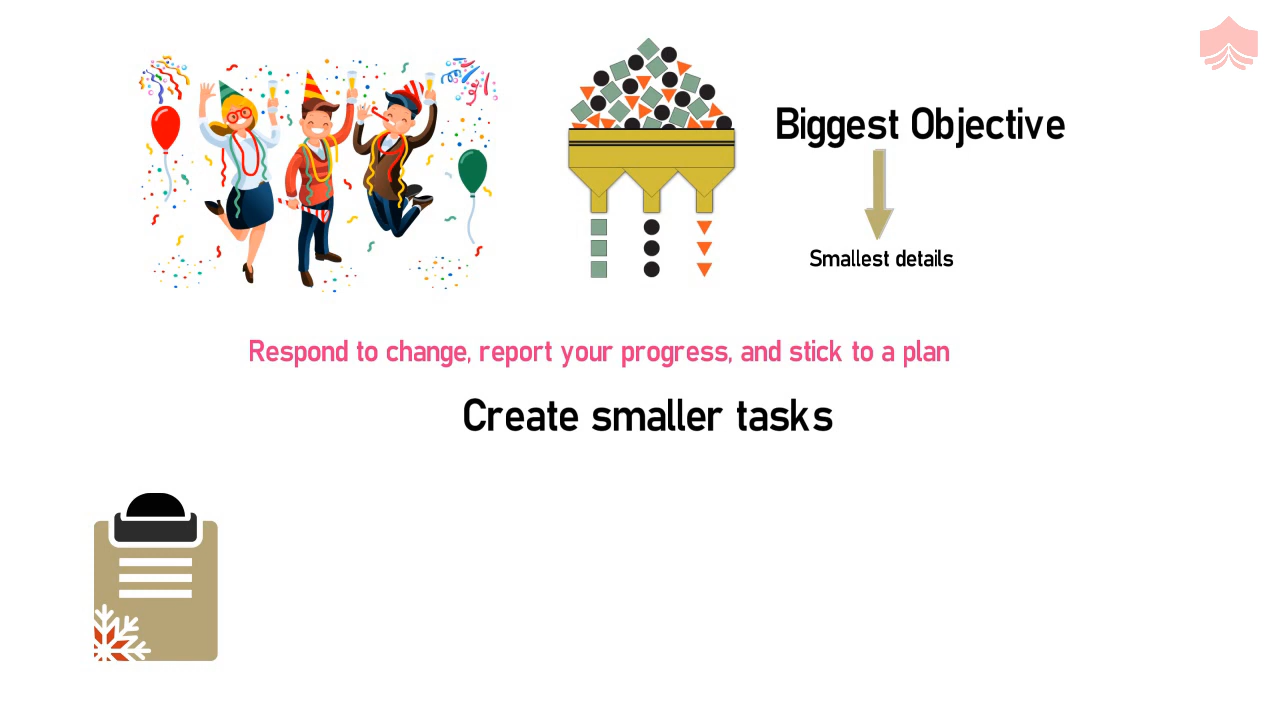 Biggest Objective
Smallest details
Respond to change, report your progress, and stick to a plan
Create smaller tasks